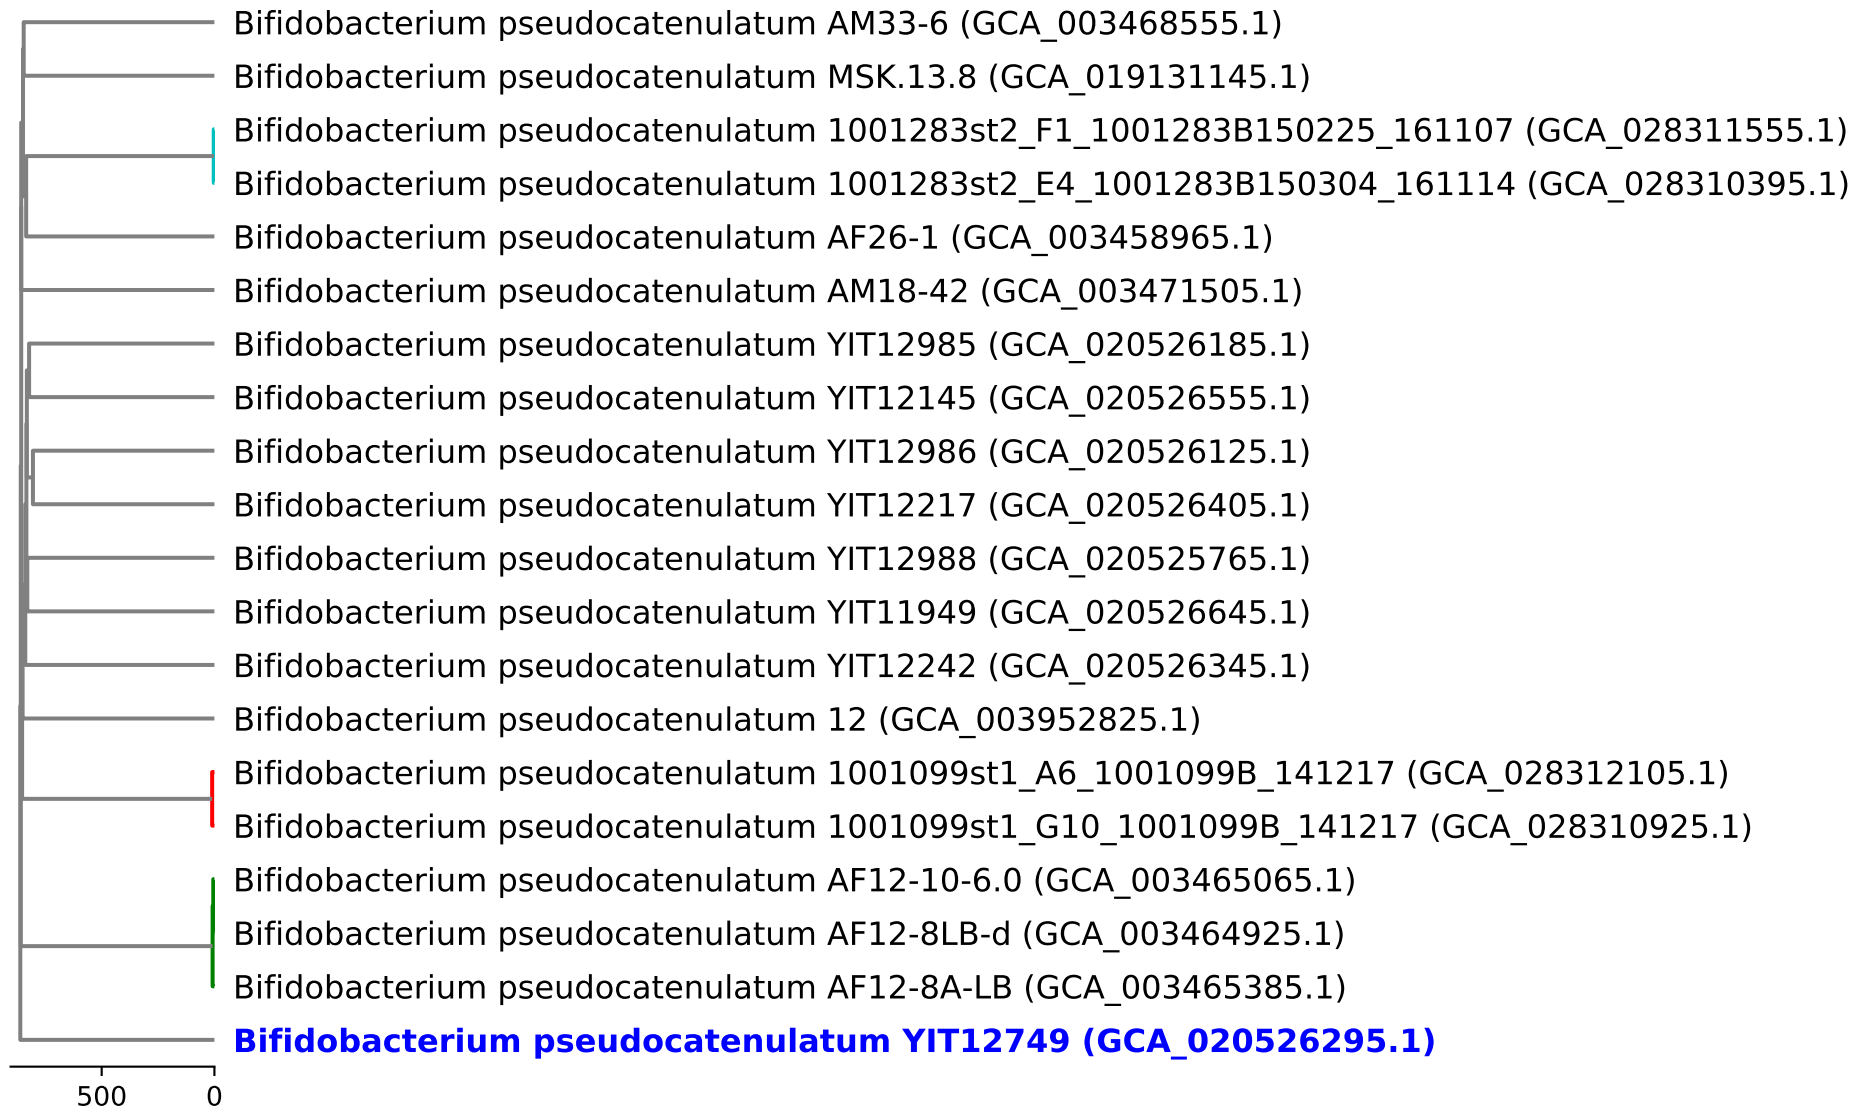 Bifidobacterium pseudocatenulatum AM33-6 (GCA_003468555.1)
Bifidobacterium pseudocatenulatum MSK.13.8 (GCA_019131145.1)
Bifidobacterium pseudocatenulatum 1001283st2_F1_1001283B150225_161107 (GCA_028311555.1)
Bifidobacterium pseudocatenulatum 1001283st2_E4_1001283B150304_161114 (GCA_028310395.1)
Bifidobacterium pseudocatenulatum AF26-1 (GCA_003458965.1)
Bifidobacterium pseudocatenulatum AM18-42 (GCA_003471505.1)
Bifidobacterium pseudocatenulatum YIT12985 (GCA_020526185.1)
Bifidobacterium pseudocatenulatum YIT12145 (GCA_020526555.1)
Bifidobacterium pseudocatenulatum YIT12986 (GCA_020526125.1)
Bifidobacterium pseudocatenulatum YIT12217 (GCA_020526405.1)
Bifidobacterium pseudocatenulatum YIT12988 (GCA_020525765.1)
Bifidobacterium pseudocatenulatum YIT11949 (GCA_020526645.1)
Bifidobacterium pseudocatenulatum YIT12242 (GCA_020526345.1)
Bifidobacterium pseudocatenulatum 12 (GCA_003952825.1)
Bifidobacterium pseudocatenulatum 1001099st1_A6_1001099B_141217 (GCA_028312105.1)
Bifidobacterium pseudocatenulatum 1001099st1_G10_1001099B_141217 (GCA_028310925.1)
Bifidobacterium pseudocatenulatum AF12-10-6.0 (GCA_003465065.1)
Bifidobacterium pseudocatenulatum AF12-8LB-d (GCA_003464925.1)
Bifidobacterium pseudocatenulatum AF12-8A-LB (GCA_003465385.1)
Bifidobacterium pseudocatenulatum YIT12749 (GCA_020526295.1)
500 0